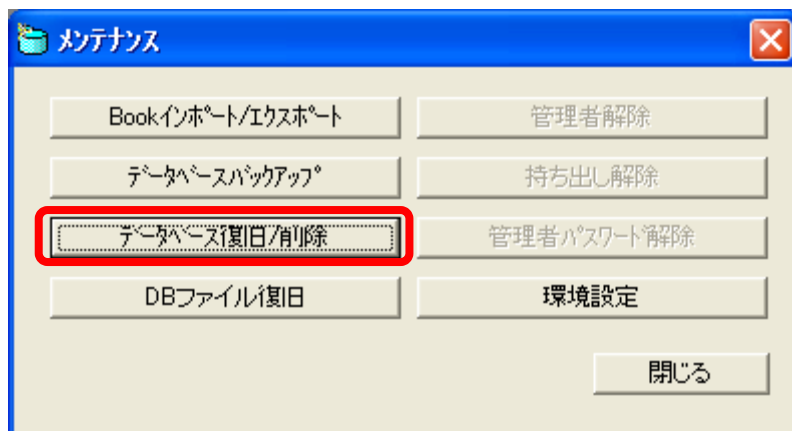 メンテナンス
Bookｲﾝﾎﾟｰﾄ/ｴｸｽﾎﾟｰﾄ
管理者解除
ﾃﾞｰﾀﾍﾞｰｽﾊﾞｯｸｱｯﾌﾟ
持ち出し解除
ﾃﾞｰﾀﾍﾞｰｽ復旧/削除
管理者ﾊﾟｽﾜｰﾄﾞ解除
DBファイル復旧
環境設定
閉じる